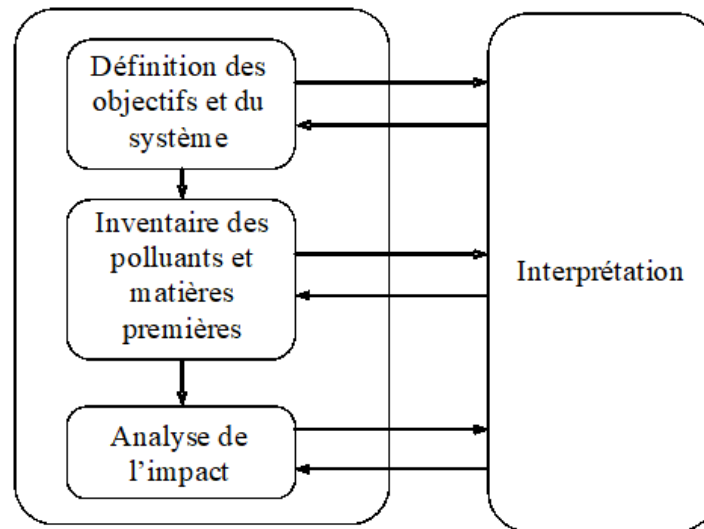 Définition des
objectifs et du
système
Inventaire des
polluants et
matières
premières
Analyse de
l’impact
Interprétation